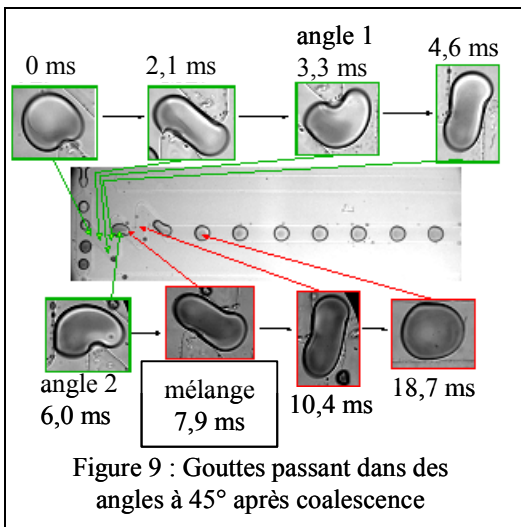 angle 1
0 ms
2,1 ms
3,3 ms
4,6 ms
angle 2
6,0 ms
mélange
7,9 ms
10,4 ms
18,7 ms
Figure 9 : Gouttes passant dans des
angles à 45° après coalescence